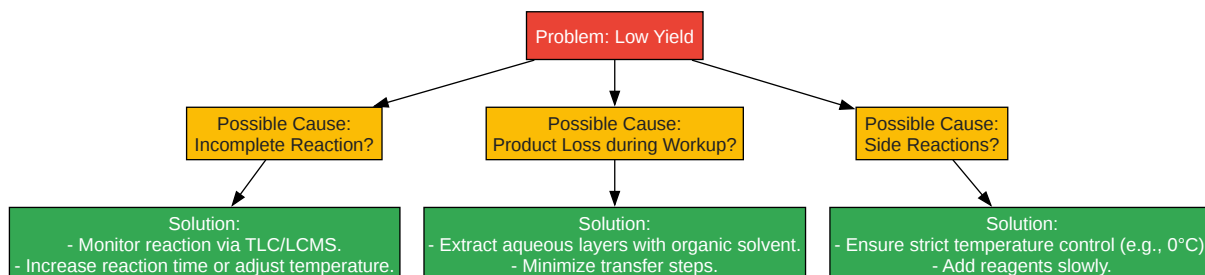 Problem: Low Yield
Possible Cause:
Incomplete Reaction?
Possible Cause:
Product Loss during Workup?
Possible Cause:
Side Reactions?
Solution:
- Monitor reaction via TLC/LCMS.
- Increase reaction time or adjust temperature.
Solution:
- Extract aqueous layers with organic solvent.
- Minimize transfer steps.
Solution:
- Ensure strict temperature control (e.g., 0°C)
- Add reagents slowly.